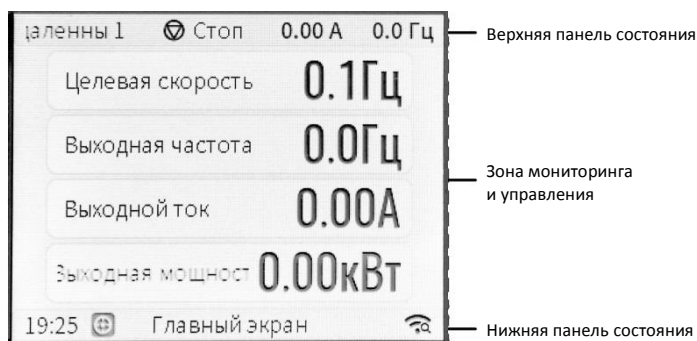 даленны 1 Стоп 0.00 А 0.0 Гц
Верхняя панель состояния
Целевая скорость 0.1Гц
Выходная частота 0.0Гц
Зона мониторинга
и управления
Выходной ток 0.00А
Выходная мощност 0.00кВт
19:25 Главный экран
Нижняя панель состояния